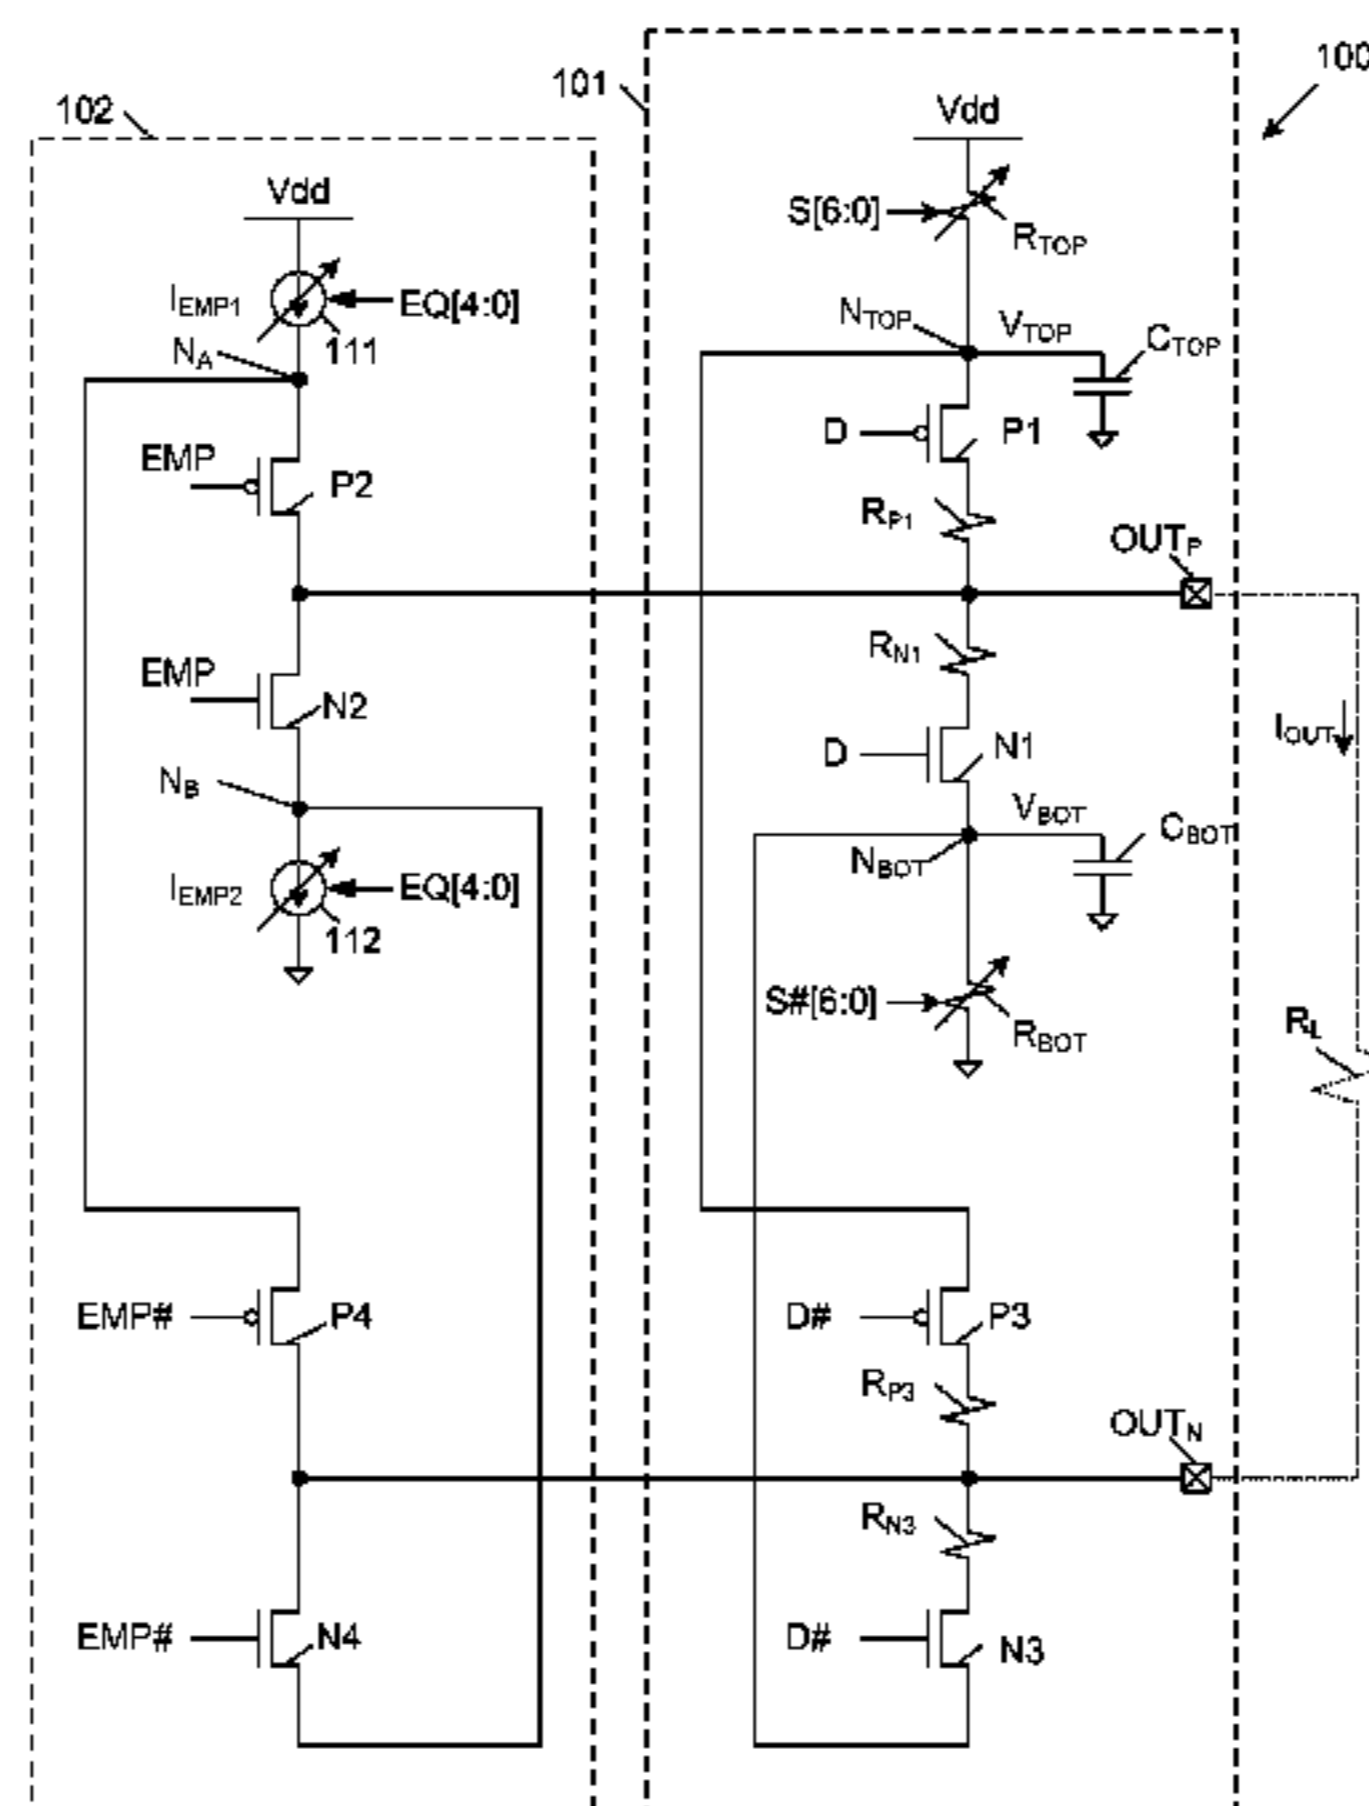 100
101
102
Vdd
Vdd
S[6:0]
RTOP
IEMP1
EQ[4:0]
111
NA
NTOP
VTOP
CTOP
EMP
P2
D
P1
RP1
OUTP
RN1
EMP
N2
D
N1
IOUT
NB
VBOT
CBOT
NBOT
IEMP2
EQ[4:0]
112
S#[6:0]
RBOT
RL
EMP#
P4
D#
P3
RP3
OUTN
RN3
EMP#
N4
D#
N3